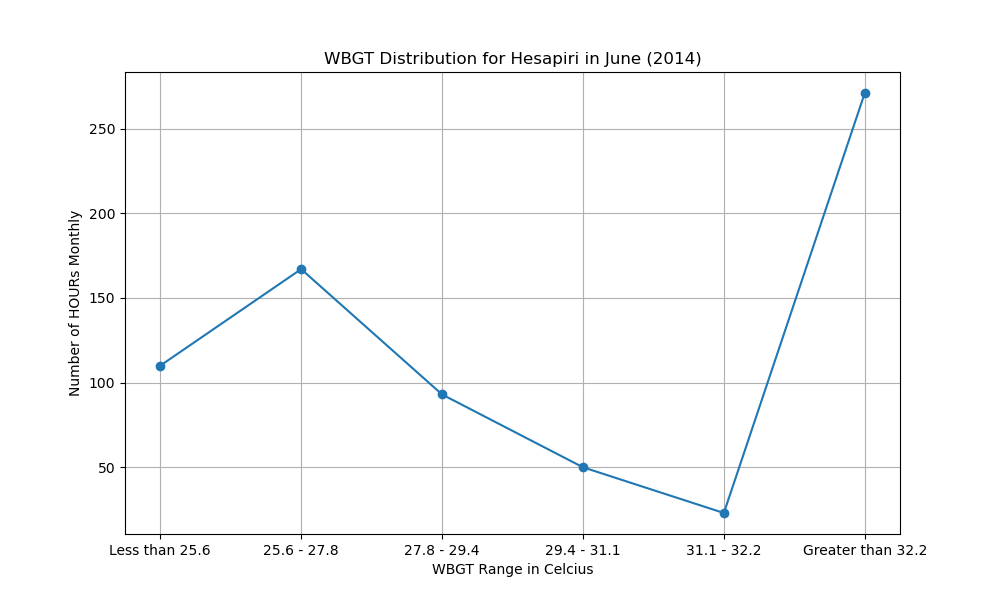 WBGT Distribution for Hesapiri in June (2014)
Number of HOURs Monthly
250
200
150
100
50
Less than 25.6
25.6 - 27.8
27.8 - 29.4
29.4 - 31.1
31.1 - 32.2
Greater than 32.2
WBGT Range in Celcius